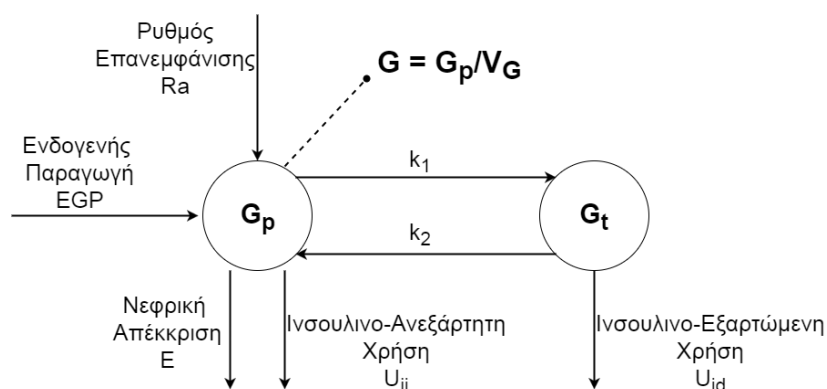 Ρυθμός
Επανεμφάνισης
Ra
G = Gp/VG
Ενδογενής
Παραγωγή
EGP
k1
Gp
Gt
k2
Νεφρική
Απέκκριση
E
Ινσουλινο-Ανεξάρτητη
Χρήση
Uii
Ινσουλινο-Εξαρτώμενη
Χρήση
Uid